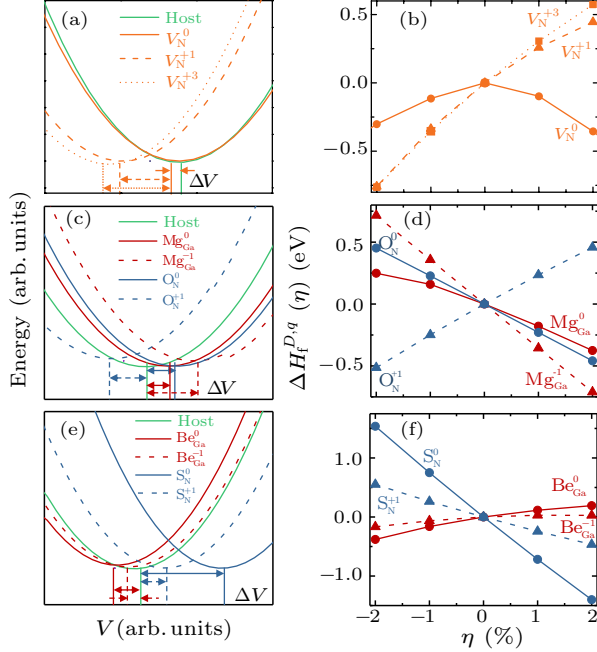 (a)
Host
V_N^0
V_N^{+1}
V_N^{+3}
ΔV
(b)
0.5
0.0
−0.5
V_N^{+3}
V_N^{+1}
V_N^0
(c)
Host
Mg_Ga^0
Mg_Ga^{-1}
O_N^0
O_N^{+1}
ΔV
(d)
0.5
0.0
−0.5
O_N^0
Mg_Ga^0
O_N^{+1}
Mg_Ga^{-1}
(e)
Host
Be_Ga^0
Be_Ga^{-1}
S_N^0
S_N^{+1}
ΔV
(f)
1.0
0.0
−1.0
S_N^0
S_N^{+1}
Be_Ga^0
Be_Ga^{-1}
−2 −1 0 1 2
Energy (arb. units)
ΔH_f^{D,q} (η) (eV)
V(arb. units)
η (%)